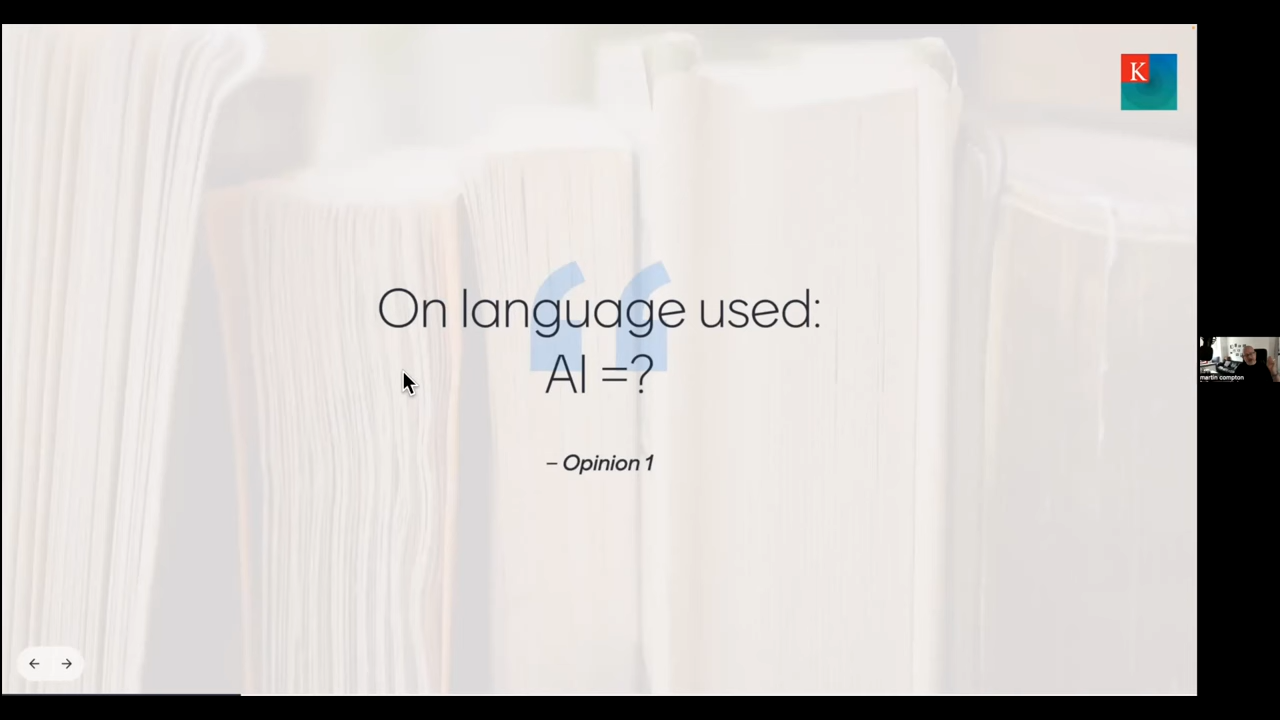 K
On language used:
AI =?
– Opinion 1
martin compton